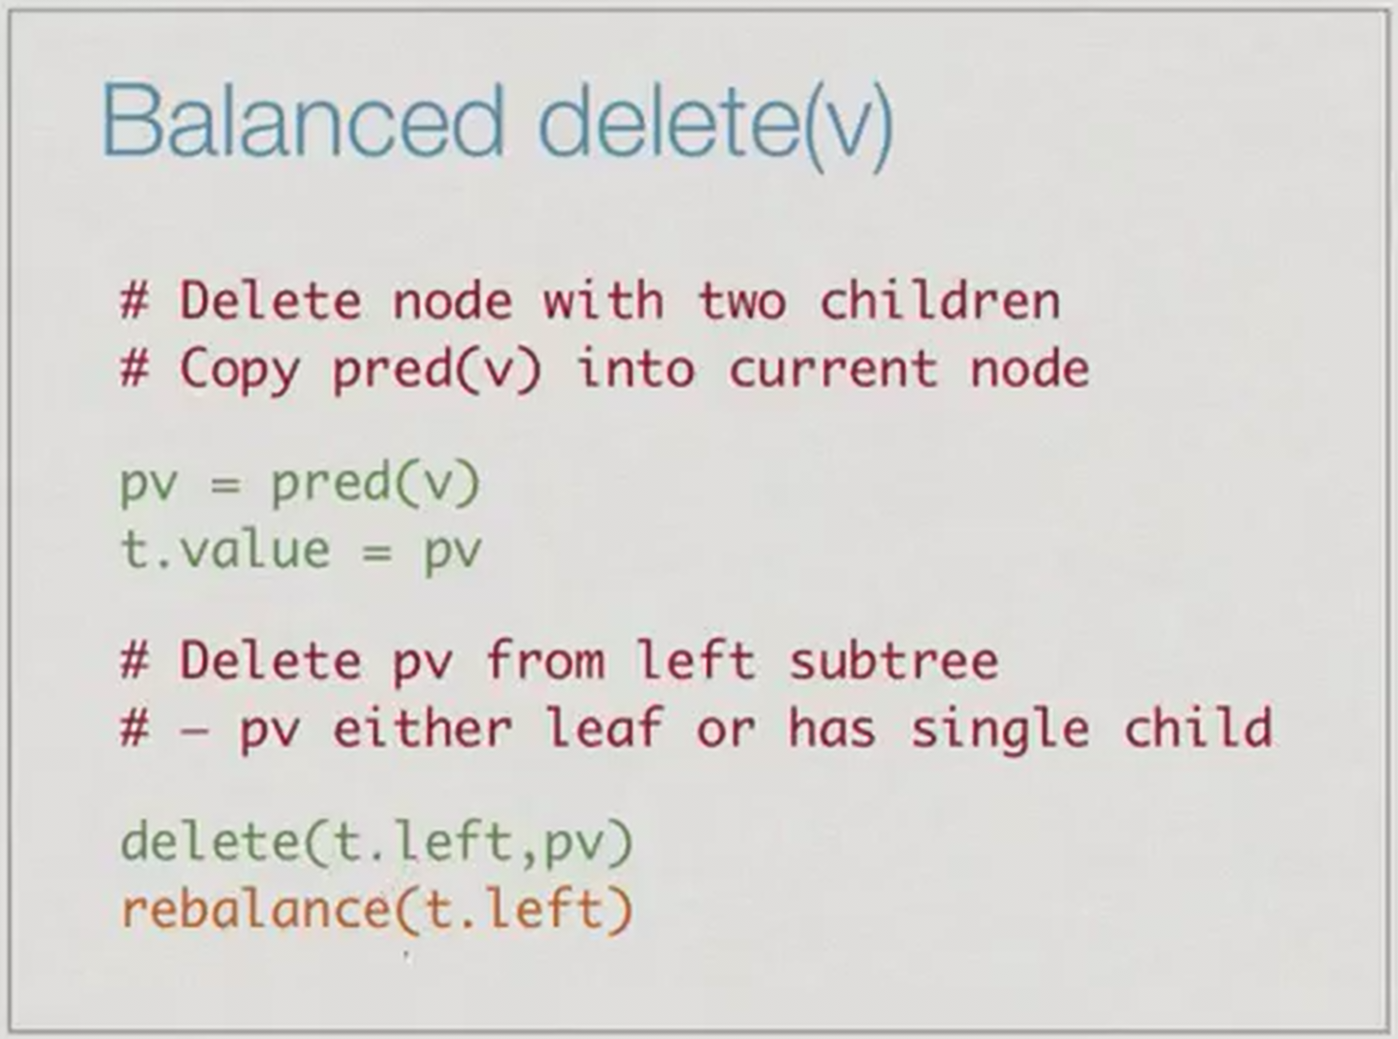 Balanced delete(v)
# Delete node with two children
# Copy pred(v) into current node
pv = pred(v)
t.value = pv
# Delete pv from left subtree
# – pv either leaf or has single child
delete(t.left,pv)
rebalance(t.left)